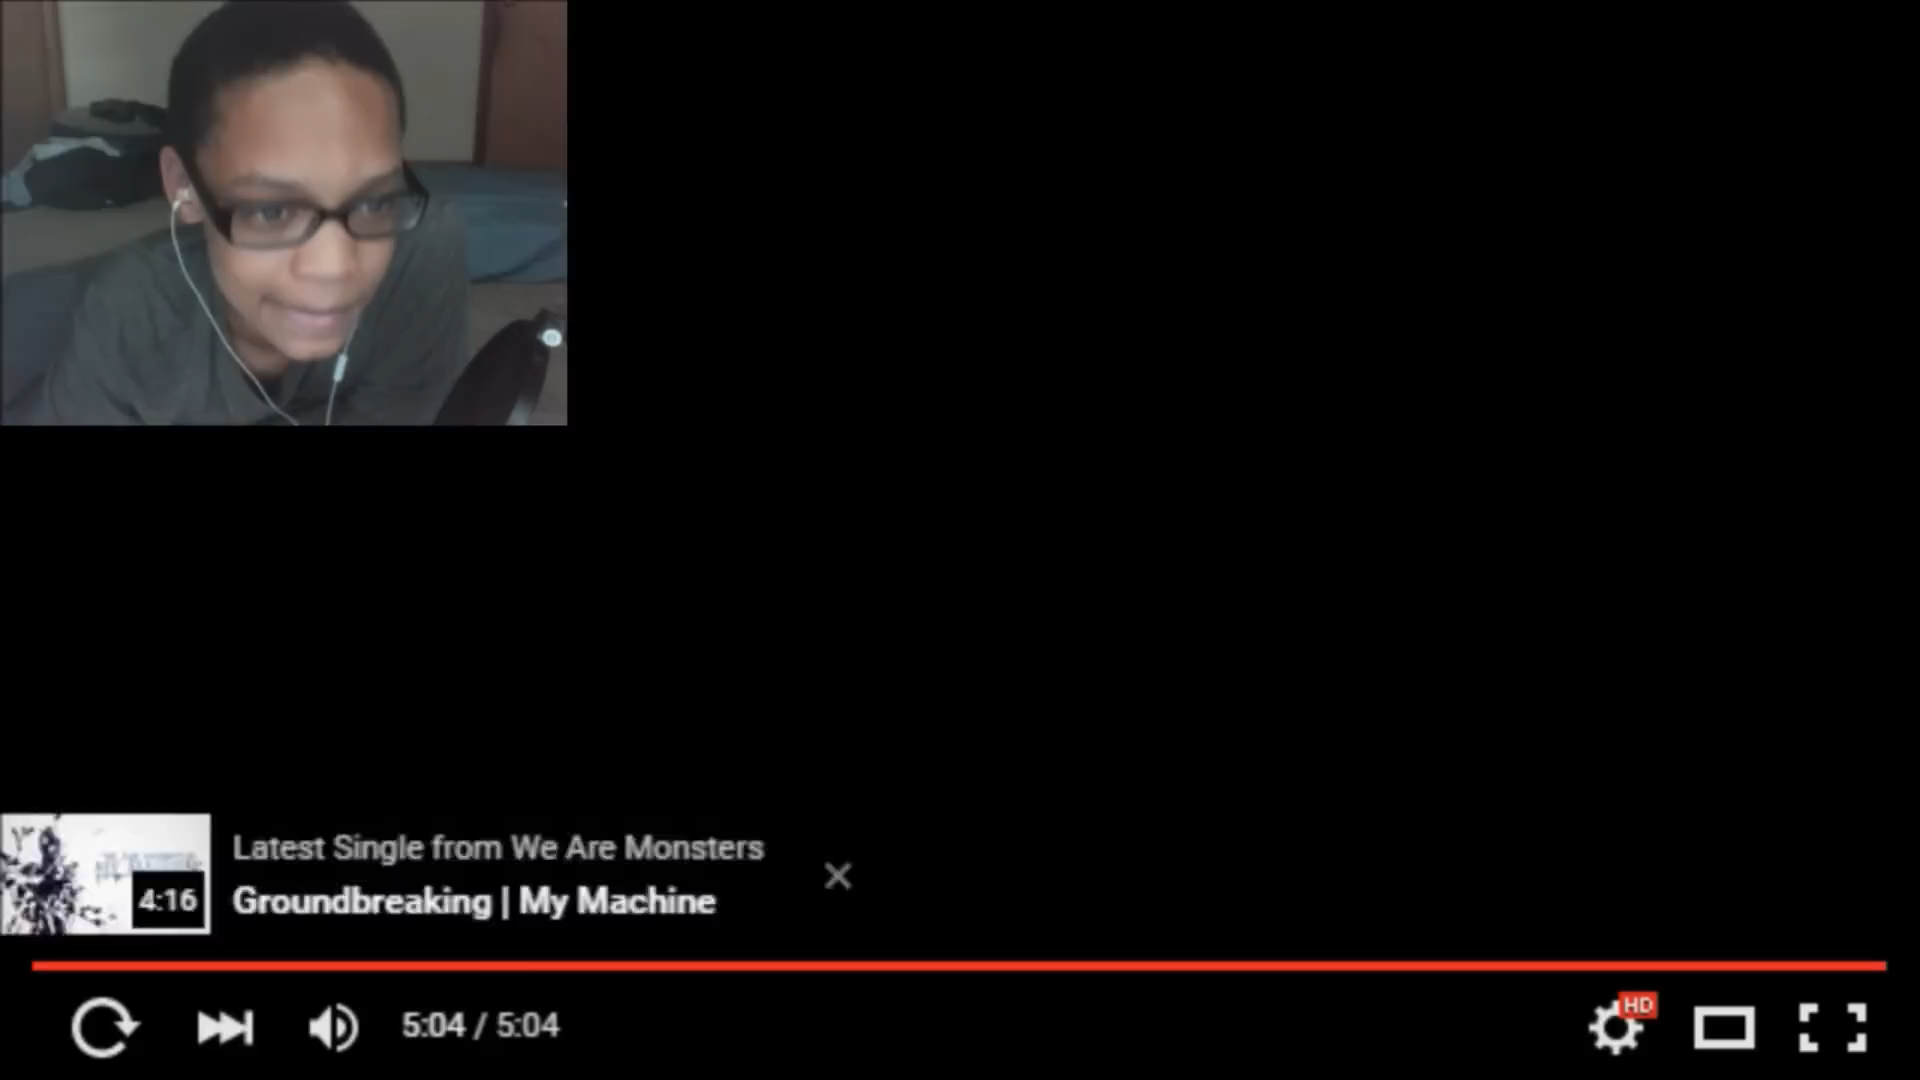 Latest Single from We Are Monsters
4:16
Groundbreaking | My Machine
5:04 / 5:04
HD